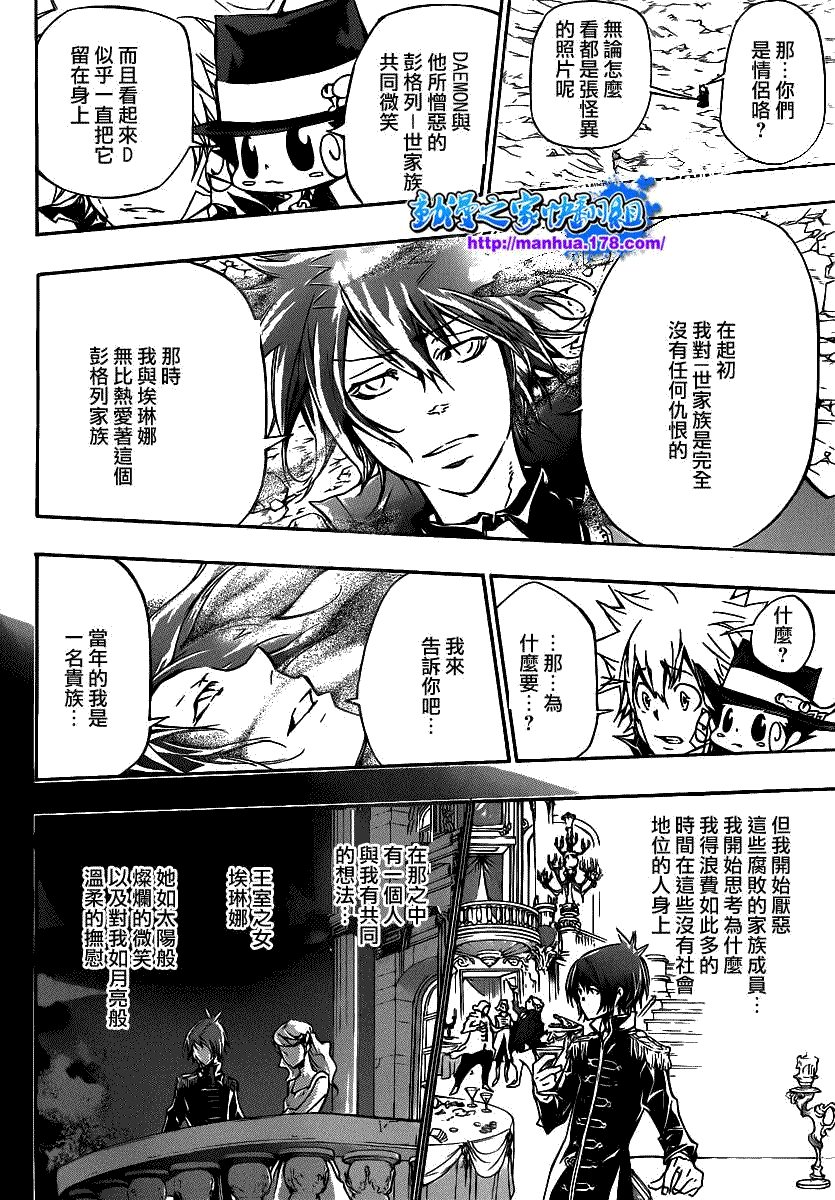 那…你們
是情侶咯?
無論怎麼
看都是張怪異
的照片呢
DAEMON與
他所憎惡的
彭格列一世家族
共同微笑
而且看起來D
似乎一直把它
留在身上
動漫之家快翻組
http://manhua.178.com/
在起初
我對一世家族是完全
沒有任何仇恨的
那時
我與埃琳娜
無比熱愛著這個
彭格列家族
什麼?
…那…為
什麼要…?
我來
告訴你吧…
當年的我是
一名貴族…
但我開始厭惡
這些腐敗的家族成員…
我開始思考為什麼
我得浪費如此多的
時間在這些沒有社會
地位的人身上
在那之中
有一個人
與我有共同
的想法…
王室之女
埃琳娜
她如太陽般
燦爛的微笑
以及對我如月亮般
溫柔的撫慰